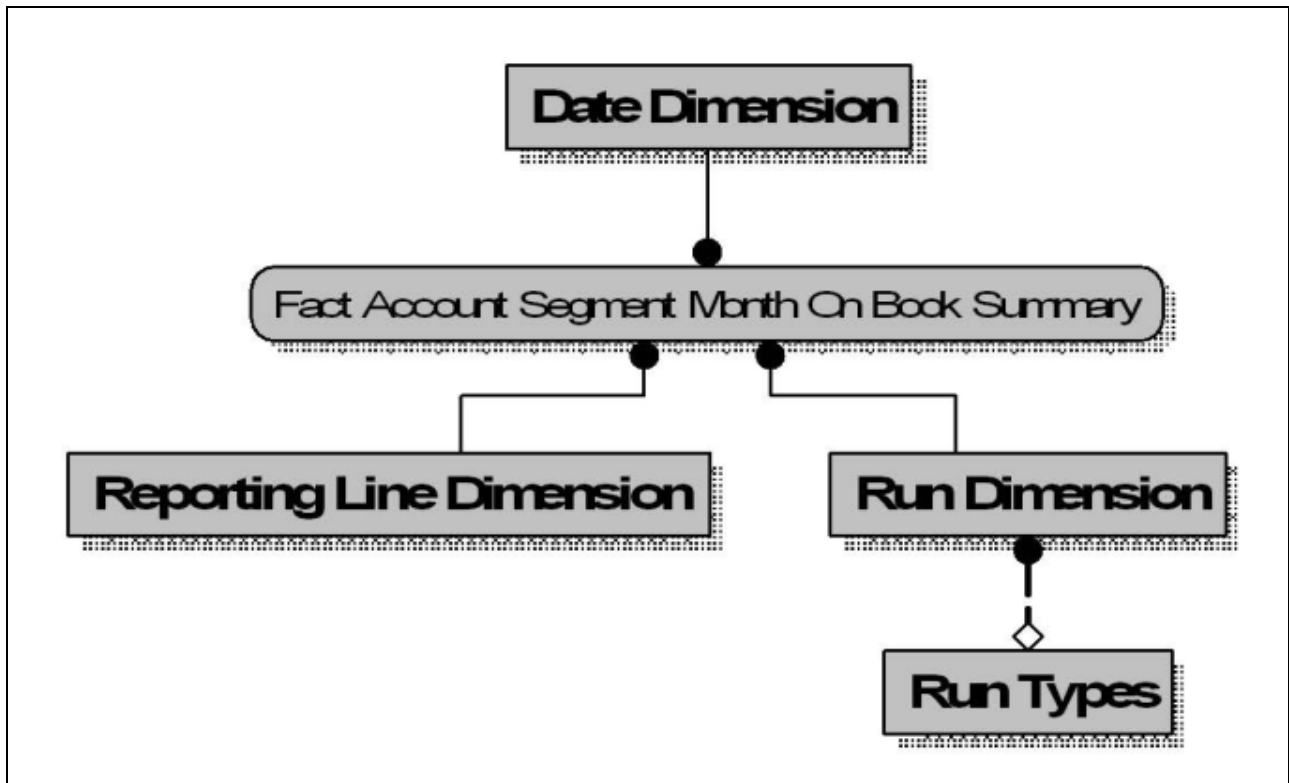 Date Dimension
Fact Account Segment Month On Book Summary
Reporting Line Dimension
Run Dimension
Run Types